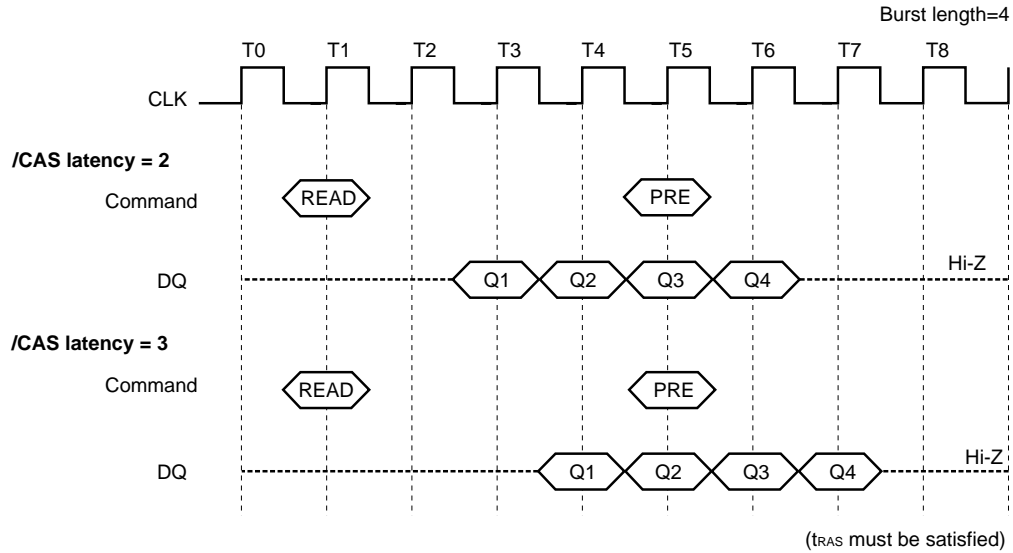 Burst length=4
T0 T1 T2 T3 T4 T5 T6 T7 T8
CLK
/CAS latency = 2
Command READ PRE
DQ Q1 Q2 Q3 Q4 Hi-Z
/CAS latency = 3
Command READ PRE
DQ Q1 Q2 Q3 Q4 Hi-Z
(tRAS must be satisfied)